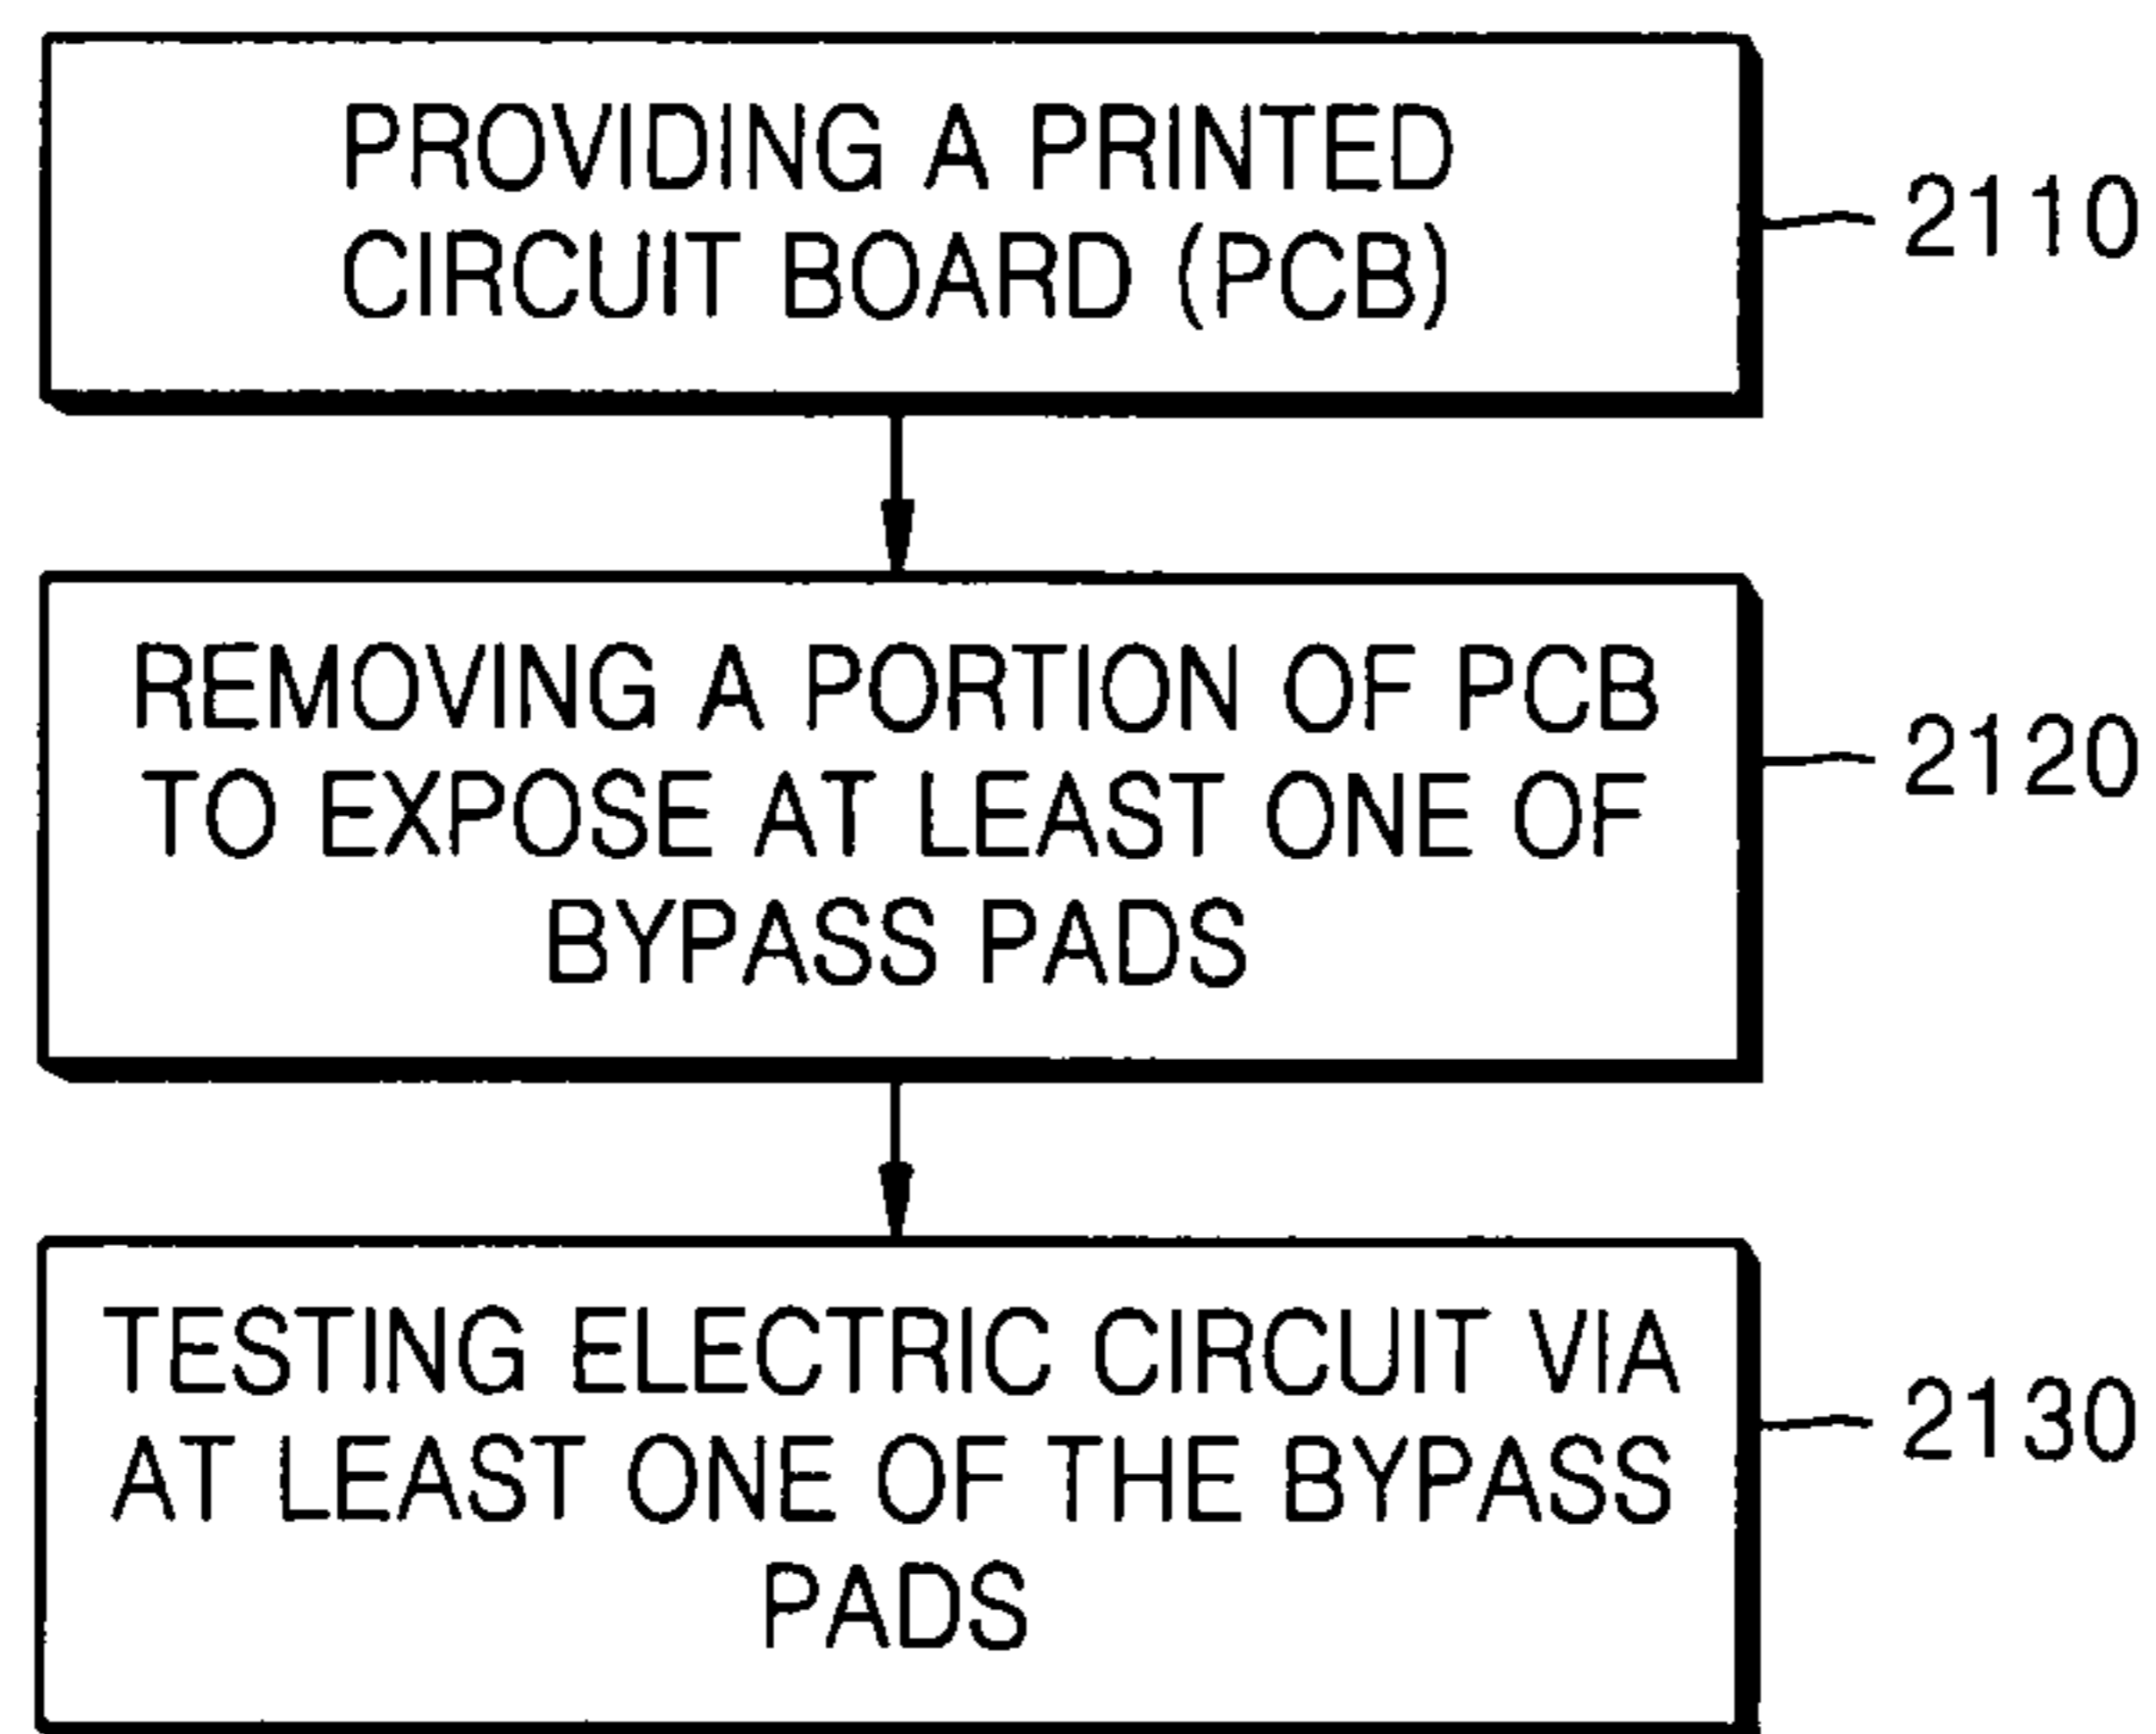 PROVIDING A PRINTED
CIRCUIT BOARD (PCB)
2110
REMOVING A PORTION OF PCB
TO EXPOSE AT LEAST ONE OF
BYPASS PADS
2120
TESTING ELECTRIC CIRCUIT VIA
AT LEAST ONE OF THE BYPASS
PADS
2130